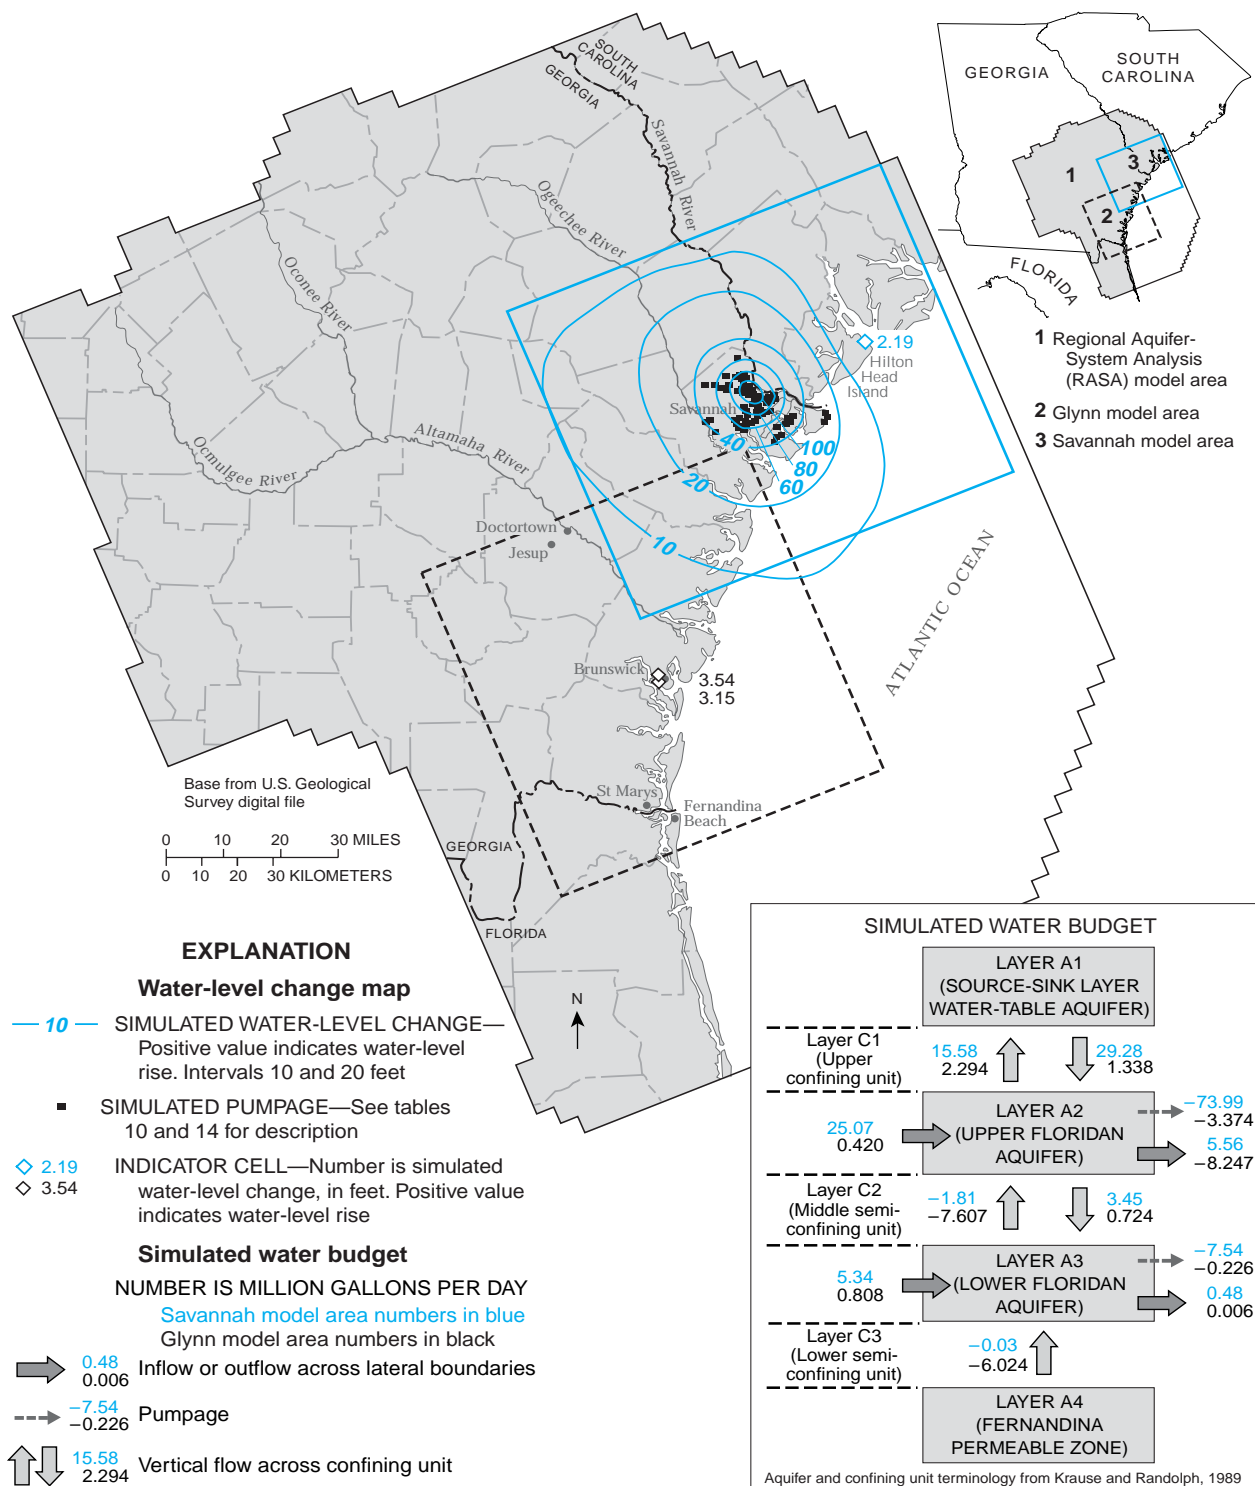 SOUTH
CAROLINA
GEORGIA
Savannah River
Ogeechee River
Oconee River
Ocmulgee River
Altamaha River
2.19
Hilton
Head
Island
Savannah
40
100
80
60
20
10
Doctortown
Jesup
Brunswick
3.54
3.15
ATLANTIC OCEAN
St Marys
Fernandina
Beach
GEORGIA
FLORIDA
Base from U.S. Geological
Survey digital file
0 10 20 30 MILES
0 10 20 30 KILOMETERS
N
GEORGIA
SOUTH
CAROLINA
FLORIDA
1
2
3
1 Regional Aquifer-
System Analysis
(RASA) model area
2 Glynn model area
3 Savannah model area
EXPLANATION
Water-level change map
10 SIMULATED WATER-LEVEL CHANGE—
Positive value indicates water-level
rise. Intervals 10 and 20 feet
SIMULATED PUMPAGE—See tables
10 and 14 for description
2.19 INDICATOR CELL—Number is simulated
3.54 water-level change, in feet. Positive value
indicates water-level rise
Simulated water budget
NUMBER IS MILLION GALLONS PER DAY
Savannah model area numbers in blue
Glynn model area numbers in black
0.48
0.006
Inflow or outflow across lateral boundaries
−7.54
−0.226
Pumpage
15.58
2.294
Vertical flow across confining unit
SIMULATED WATER BUDGET
LAYER A1
(SOURCE-SINK LAYER
WATER-TABLE AQUIFER)
Layer C1
(Upper
confining unit)
15.58
2.294
29.28
1.338
25.07
0.420
LAYER A2
(UPPER FLORIDAN
AQUIFER)
−73.99
−3.374
5.56
−8.247
Layer C2
(Middle semi-
confining unit)
−1.81
−7.607
3.45
0.724
5.34
0.808
LAYER A3
(LOWER FLORIDAN
AQUIFER)
−7.54
−0.226
0.48
0.006
Layer C3
(Lower semi-
confining unit)
−0.03
−6.024
LAYER A4
(FERNANDINA
PERMEABLE ZONE)
Aquifer and confining unit terminology from Krause and Randolph, 1989